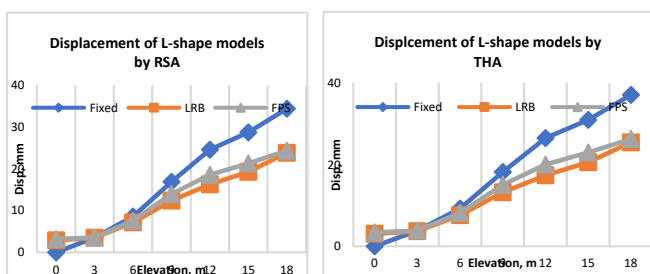 Displacement of L-shape models
by RSA
40
Fixed LRB FPS
30
20
10
0
Disp,mm
0 3 6 9 12 15 18
Elevation, m
Displcement of L-shape models by
THA
40
Fixed LRB FPS
20
0
Disp,mm
0 3 6 9 12 15 18
Elevation, m